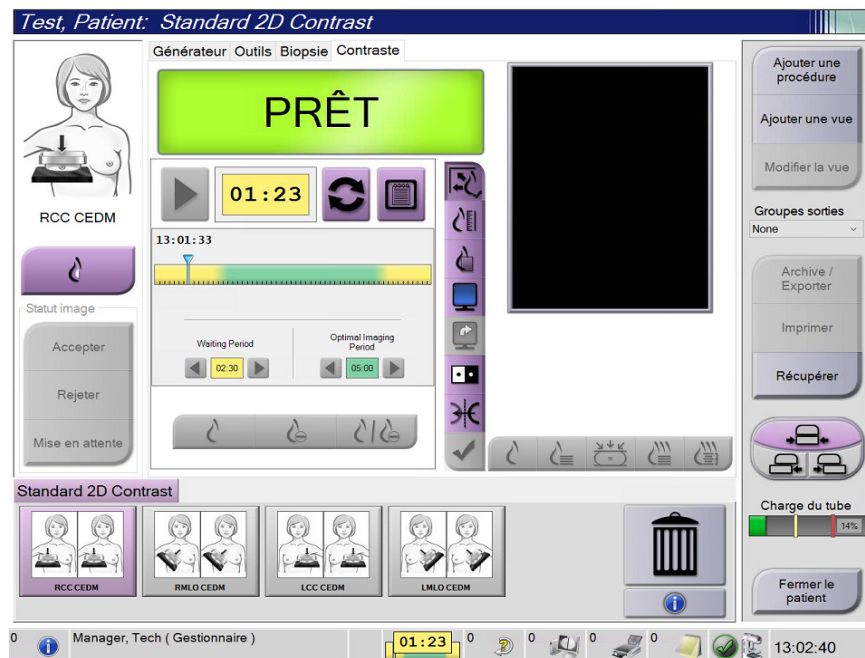 Test, Patient: Standard 2D Contrast
Générateur Outils Biopsie Contraste
PRÊT
RCC CEDM
01:23
13:01:33
Waiting Period
Optimal Imaging
Period
02:30
05:00
Statut image
Accepter
Rejeter
Mise en attente
Ajouter une
procédure
Ajouter une vue
Modifier la vue
Groupes sorties
None
Archive /
Exporter
Imprimer
Récupérer
Charge du tube
14%
Fermer le
patient
Standard 2D Contrast
RCC CEDM
RMLO CEDM
LCC CEDM
LMLO CEDM
0 Manager, Tech ( Gestionnaire ) 01:23 0 0 0 0 13:02:40